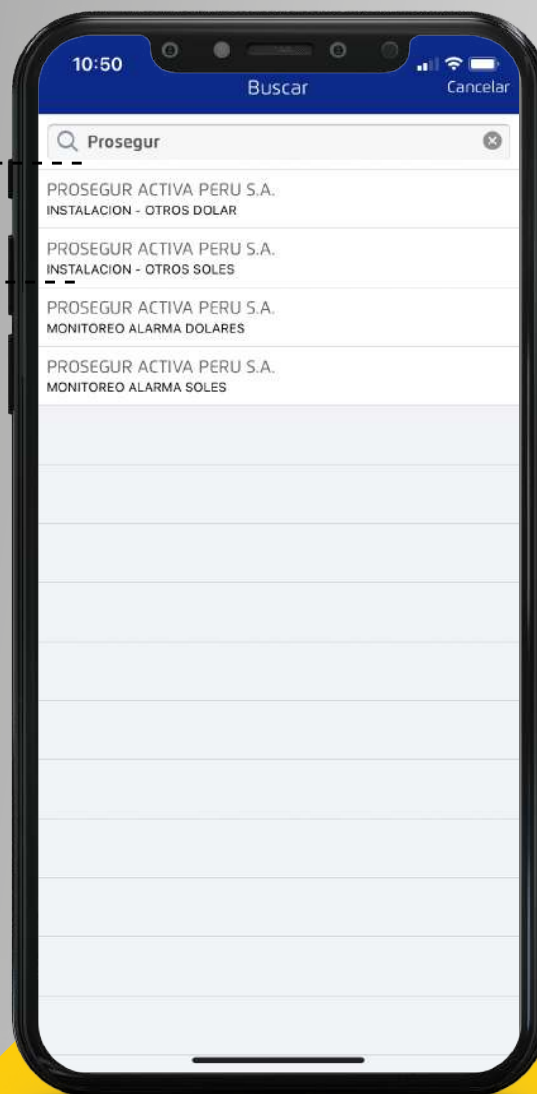 10:50
Buscar
Cancelar
Prosegur
PROSEGUR ACTIVA PERU S.A.
INSTALACION - OTROS DOLAR
PROSEGUR ACTIVA PERU S.A.
INSTALACION - OTROS SOLES
PROSEGUR ACTIVA PERU S.A.
MONITOREO ALARMA DOLARES
PROSEGUR ACTIVA PERU S.A.
MONITOREO ALARMA SOLES